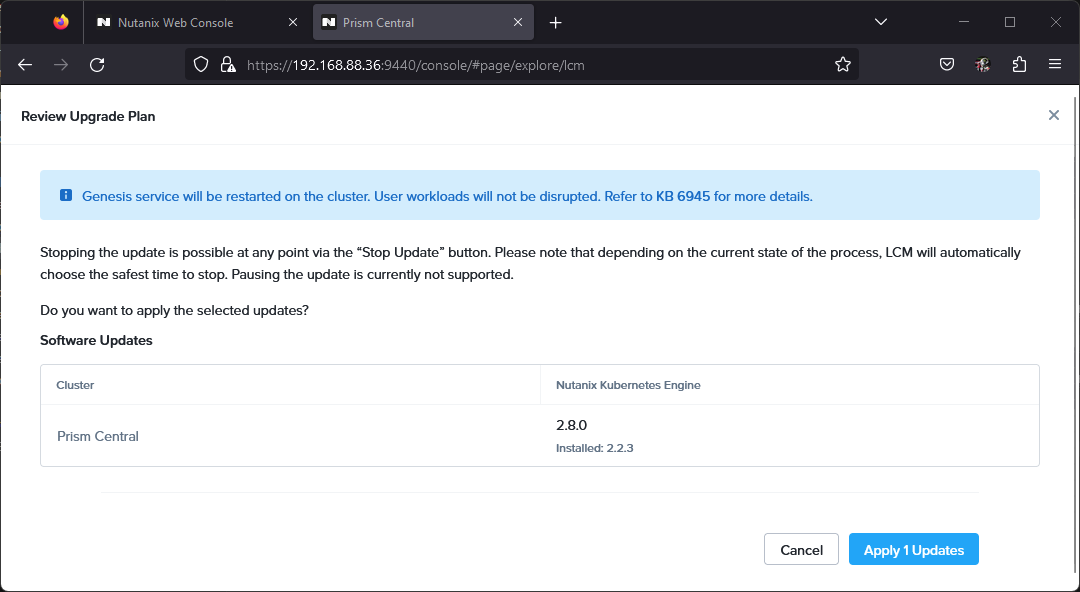 Nutanix Web Console
Prism Central
https://192.168.88.36:9440/console/#page/explore/lcm
Review Upgrade Plan
Genesis service will be restarted on the cluster. User workloads will not be disrupted. Refer to KB 6945 for more details.
Stopping the update is possible at any point via the “Stop Update” button. Please note that depending on the current state of the process, LCM will automatically
choose the safest time to stop. Pausing the update is currently not supported.
Do you want to apply the selected updates?
Software Updates
Cluster
Nutanix Kubernetes Engine
Prism Central
2.8.0
Installed: 2.2.3
Cancel
Apply 1 Updates